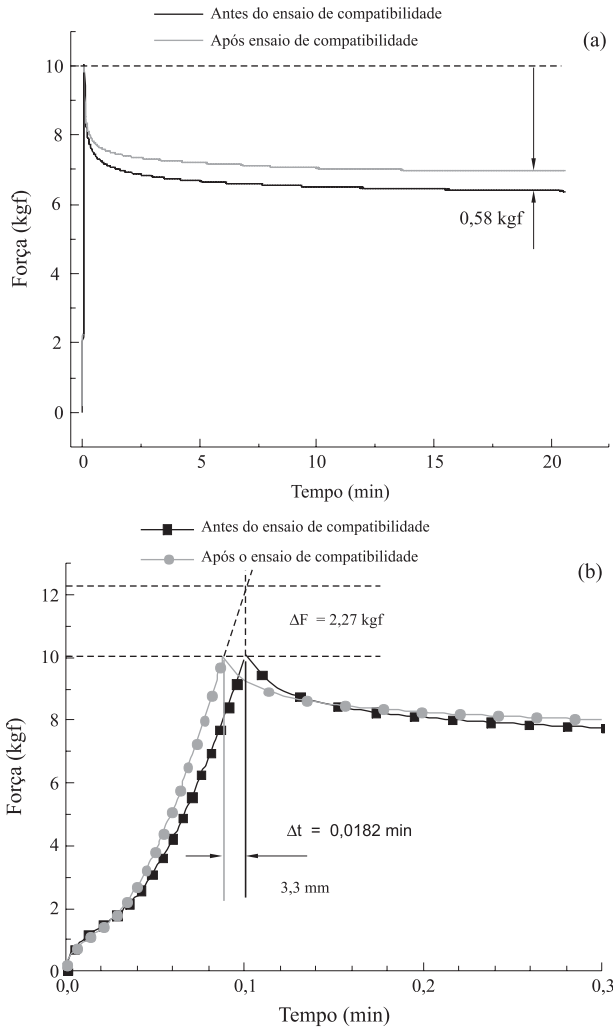 Antes do ensaio de compatibilidade
Após ensaio de compatibilidade
(a)
10
8
6
4
2
0
Força (kgf)
0,58 kgf
0
5
10
15
20
Tempo (min)
Antes do ensaio de compatibilidade
Após o ensaio de compatibilidade
(b)
12
10
8
6
4
2
0
Força (kgf)
ΔF = 2,27 kgf
Δt = 0,0182 min
3,3 mm
0,0
0,1
0,2
0,3
Tempo (min)